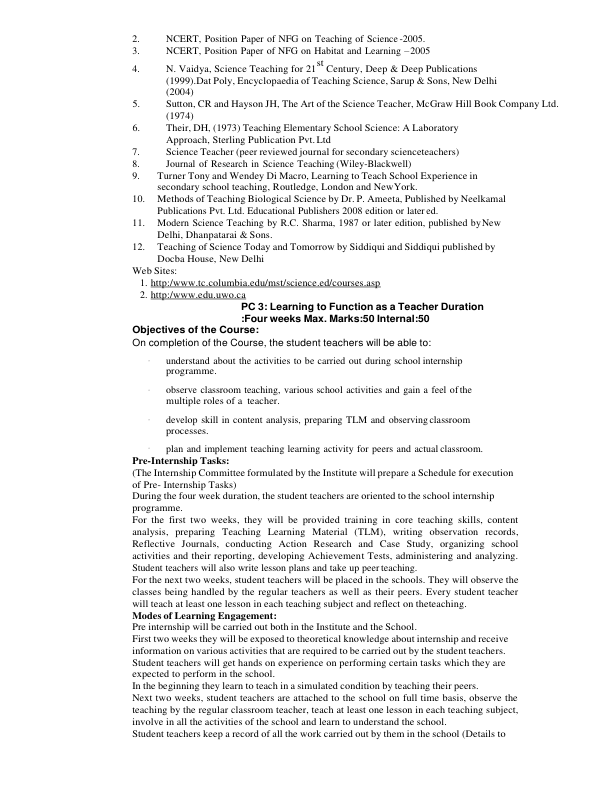 2. NCERT, Position Paper of NFG on Teaching of Science -2005.
3. NCERT, Position Paper of NFG on Habitat and Learning –2005
4. N. Vaidya, Science Teaching for 21st Century, Deep & Deep Publications
(1999).Dat Poly, Encyclopaedia of Teaching Science, Sarup & Sons, New Delhi
(2004)
5. Sutton, CR and Hayson JH, The Art of the Science Teacher, McGraw Hill Book Company Ltd.
(1974)
6. Their, DH, (1973) Teaching Elementary School Science: A Laboratory
Approach, Sterling Publication Pvt. Ltd
7. Science Teacher (peer reviewed journal for secondary scienceteachers)
8. Journal of Research in Science Teaching (Wiley-Blackwell)
9. Turner Tony and Wendey Di Macro, Learning to Teach School Experience in
secondary school teaching, Routledge, London and NewYork.
10. Methods of Teaching Biological Science by Dr. P. Ameeta, Published by Neelkamal
Publications Pvt. Ltd. Educational Publishers 2008 edition or later ed.
11. Modern Science Teaching by R.C. Sharma, 1987 or later edition, published by New
Delhi, Dhanpatarai & Sons.
12. Teaching of Science Today and Tomorrow by Siddiqui and Siddiqui published by
Docba House, New Delhi
Web Sites:
1. http:/www.tc.columbia.edu/mst/science.ed/courses.asp
2. http:/www.edu.uwo.ca
PC 3: Learning to Function as a Teacher Duration
:Four weeks Max. Marks:50 Internal:50
Objectives of the Course:
On completion of the Course, the student teachers will be able to:
· understand about the activities to be carried out during school internship
programme.
· observe classroom teaching, various school activities and gain a feel of the
multiple roles of a teacher.
· develop skill in content analysis, preparing TLM and observing classroom
processes.
· plan and implement teaching learning activity for peers and actual classroom.
Pre-Internship Tasks:
(The Internship Committee formulated by the Institute will prepare a Schedule for execution
of Pre- Internship Tasks)
During the four week duration, the student teachers are oriented to the school internship
programme.
For the first two weeks, they will be provided training in core teaching skills, content
analysis, preparing Teaching Learning Material (TLM), writing observation records,
Reflective Journals, conducting Action Research and Case Study, organizing school
activities and their reporting, developing Achievement Tests, administering and analyzing.
Student teachers will also write lesson plans and take up peer teaching.
For the next two weeks, student teachers will be placed in the schools. They will observe the
classes being handled by the regular teachers as well as their peers. Every student teacher
will teach at least one lesson in each teaching subject and reflect on theteaching.
Modes of Learning Engagement:
Pre internship will be carried out both in the Institute and the School.
First two weeks they will be exposed to theoretical knowledge about internship and receive
information on various activities that are required to be carried out by the student teachers.
Student teachers will get hands on experience on performing certain tasks which they are
expected to perform in the school.
In the beginning they learn to teach in a simulated condition by teaching their peers.
Next two weeks, student teachers are attached to the school on full time basis, observe the
teaching by the regular classroom teacher, teach at least one lesson in each teaching subject,
involve in all the activities of the school and learn to understand the school.
Student teachers keep a record of all the work carried out by them in the school (Details to